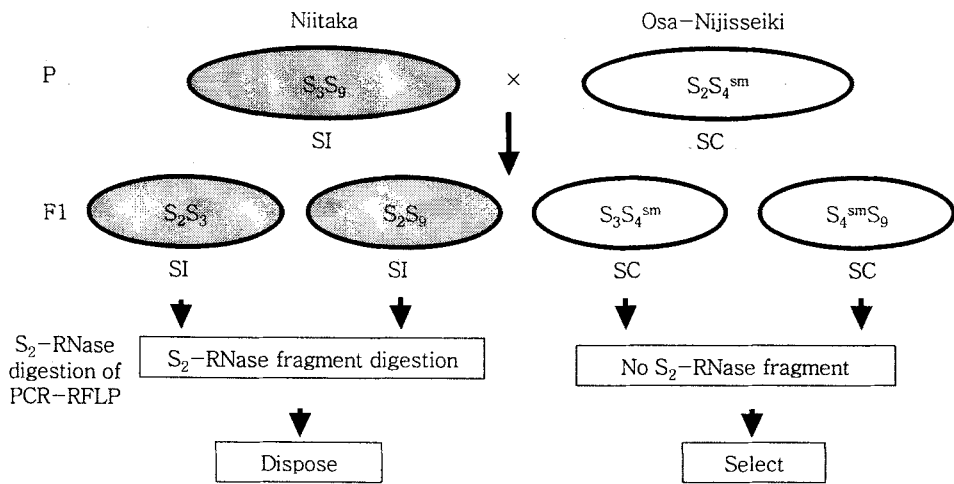 Niitaka Osa-Nijisseiki
P S₃S₉ × S₂S₄ˢᵐ
SI SC
F1 S₂S₃ S₂S₉ S₃S₄ˢᵐ S₄ˢᵐS₉
SI SI SC SC
S₂-RNase
digestion of
PCR-RFLP
S₂-RNase fragment digestion No S₂-RNase fragment
Dispose Select